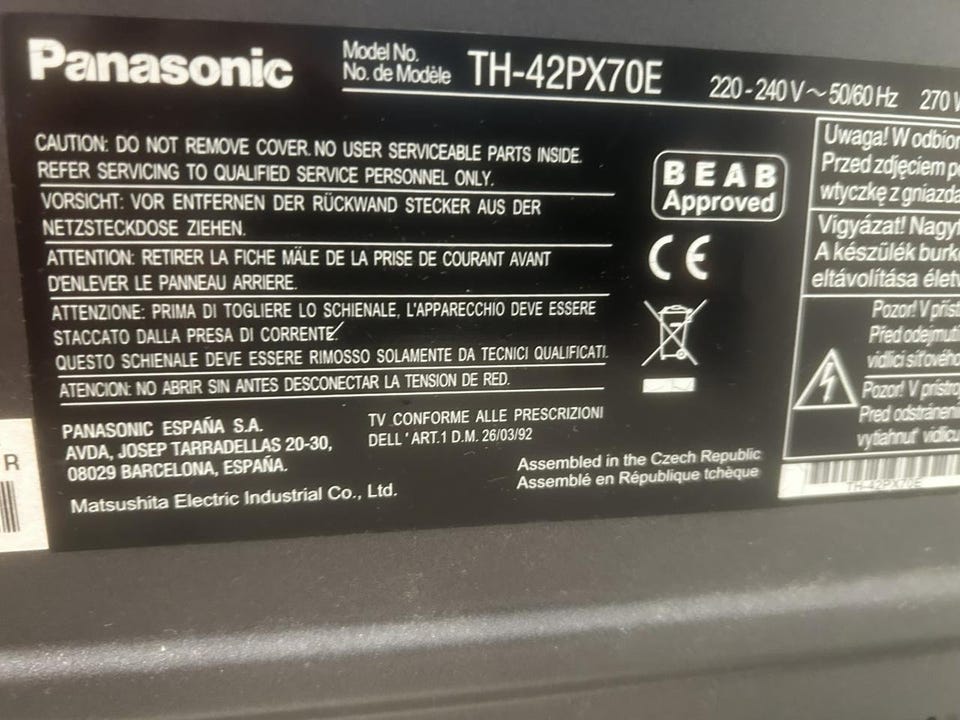 Panasonic
Model No.
No. de Modèle
TH-42PX70E
220-240 V ~ 50/60 Hz 270
CAUTION: DO NOT REMOVE COVER. NO USER SERVICEABLE PARTS INSIDE.
REFER SERVICING TO QUALIFIED SERVICE PERSONNEL ONLY.
VORSICHT: VOR ENTFERNEN DER RÜCKWAND STECKER AUS DER
NETZSTECKDOSE ZIEHEN.
ATTENTION: RETIRER LA FICHE MÄLE DE LA PRISE DE COURANT AVANT
D'ENLEVER LE PANNEAU ARRIERE.
ATTENZIONE: PRIMA DI TOGLIERE LO SCHIENALE, L'APPARECCHIO DEVE ESSERE
STACCATO DALLA PRESA DI CORRENTE/
QUESTO SCHIENALE DEVE ESSERE RIMOSSO SOLAMENTE DA TECNICI QUALIFICATI.
ATENCION: NO ABRIR SIN ANTES DESCONECTAR LA TENSION DE RED.
PANASONIC ESPAÑA S.A.
AVDA, JOSEP TARRADELLAS 20-30,
08029 BARCELONA, ESPAÑA.
Matsushita Electric Industrial Co., Ltd.
TV CONFORME ALLE PRESCRIZIONI
DELL'ART.1 D.M. 26/03/92
Assembled in the Czech Republic
Assemblé en République tchèque
BEAB
Approved
CE
Uwaga! W odbior
Przed zdjęciem
wtyczkę z gniazda
Vigyázat! Nagyf
A készülék burk
eltávolítása életv
Pozor! V příst
Před odejmutí
vidlici síťového
Pozor! V prístro
Pred odstránení
vytiahnuť vidlicu
TH-42PX70E
R